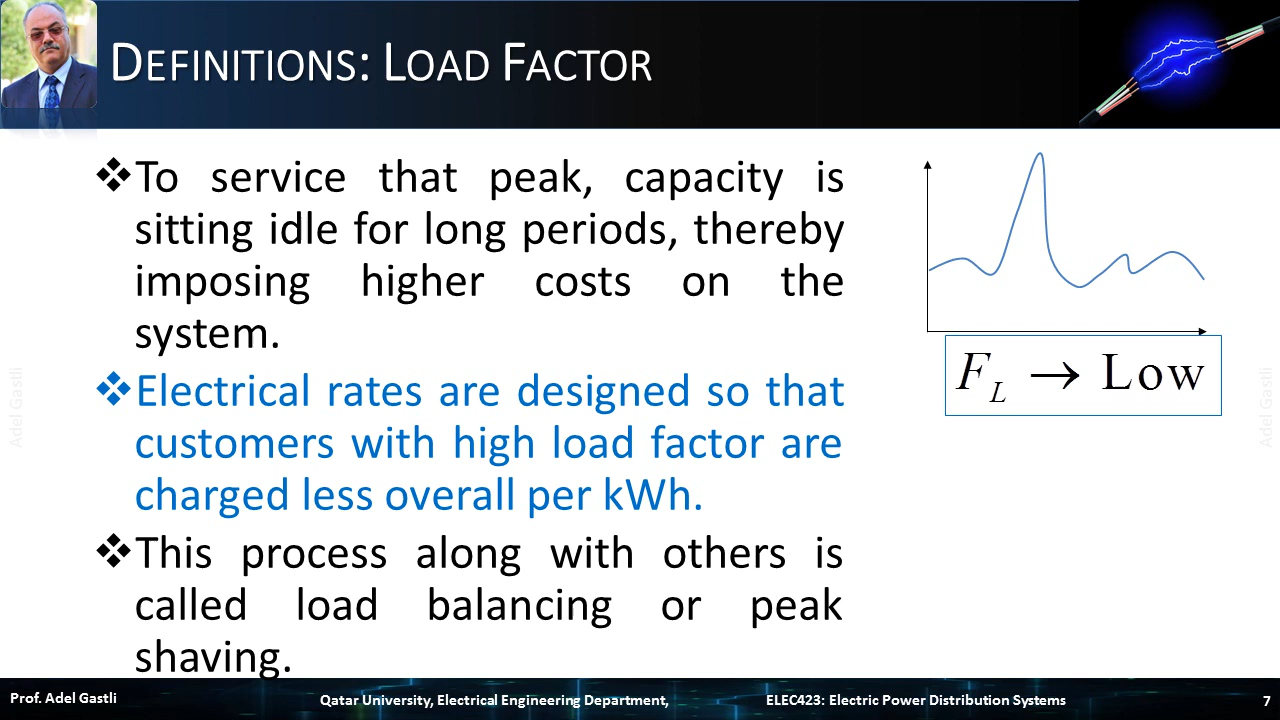 DEFINITIONS: LOAD FACTOR
❖To service that peak, capacity is
sitting idle for long periods, thereby
imposing higher costs on the
system.
❖Electrical rates are designed so that
customers with high load factor are
charged less overall per kWh.
❖This process along with others is
called load balancing or peak
shaving.
F_L → Low
Adel Gastli
Adel Gastli
Prof. Adel Gastli
Qatar University, Electrical Engineering Department,
ELEC423: Electric Power Distribution Systems
7